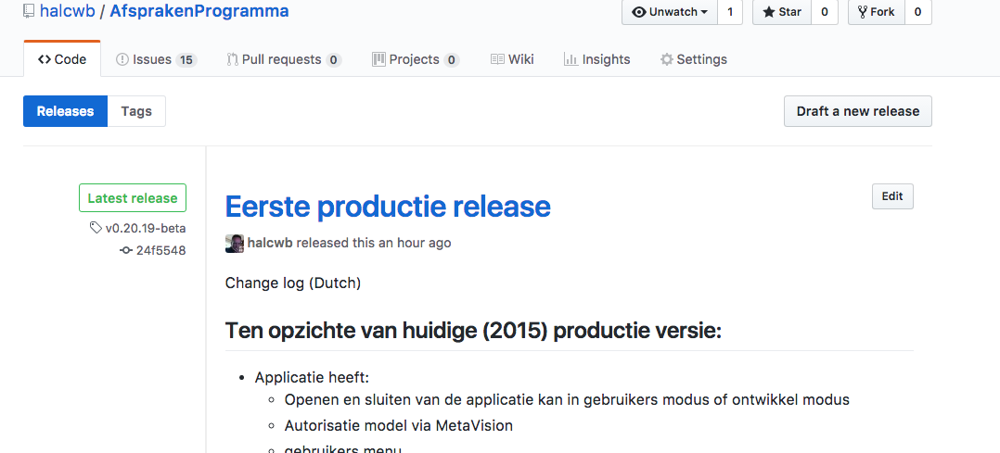 halcwb / AfsprakenProgramma
Unwatch 1 Star 0 Fork 0
Code Issues 15 Pull requests 0 Projects 0 Wiki Insights Settings
Releases Tags Draft a new release
Latest release
v0.20.19-beta
24f5548
Eerste productie release
Edit
halcwb released this an hour ago
Change log (Dutch)
Ten opzichte van huidige (2015) productie versie:
• Applicatie heeft:
◦ Openen en sluiten van de applicatie kan in gebruikers modus of ontwikkel modus
◦ Autorisatie model via MetaVision
◦ gebruikers menu